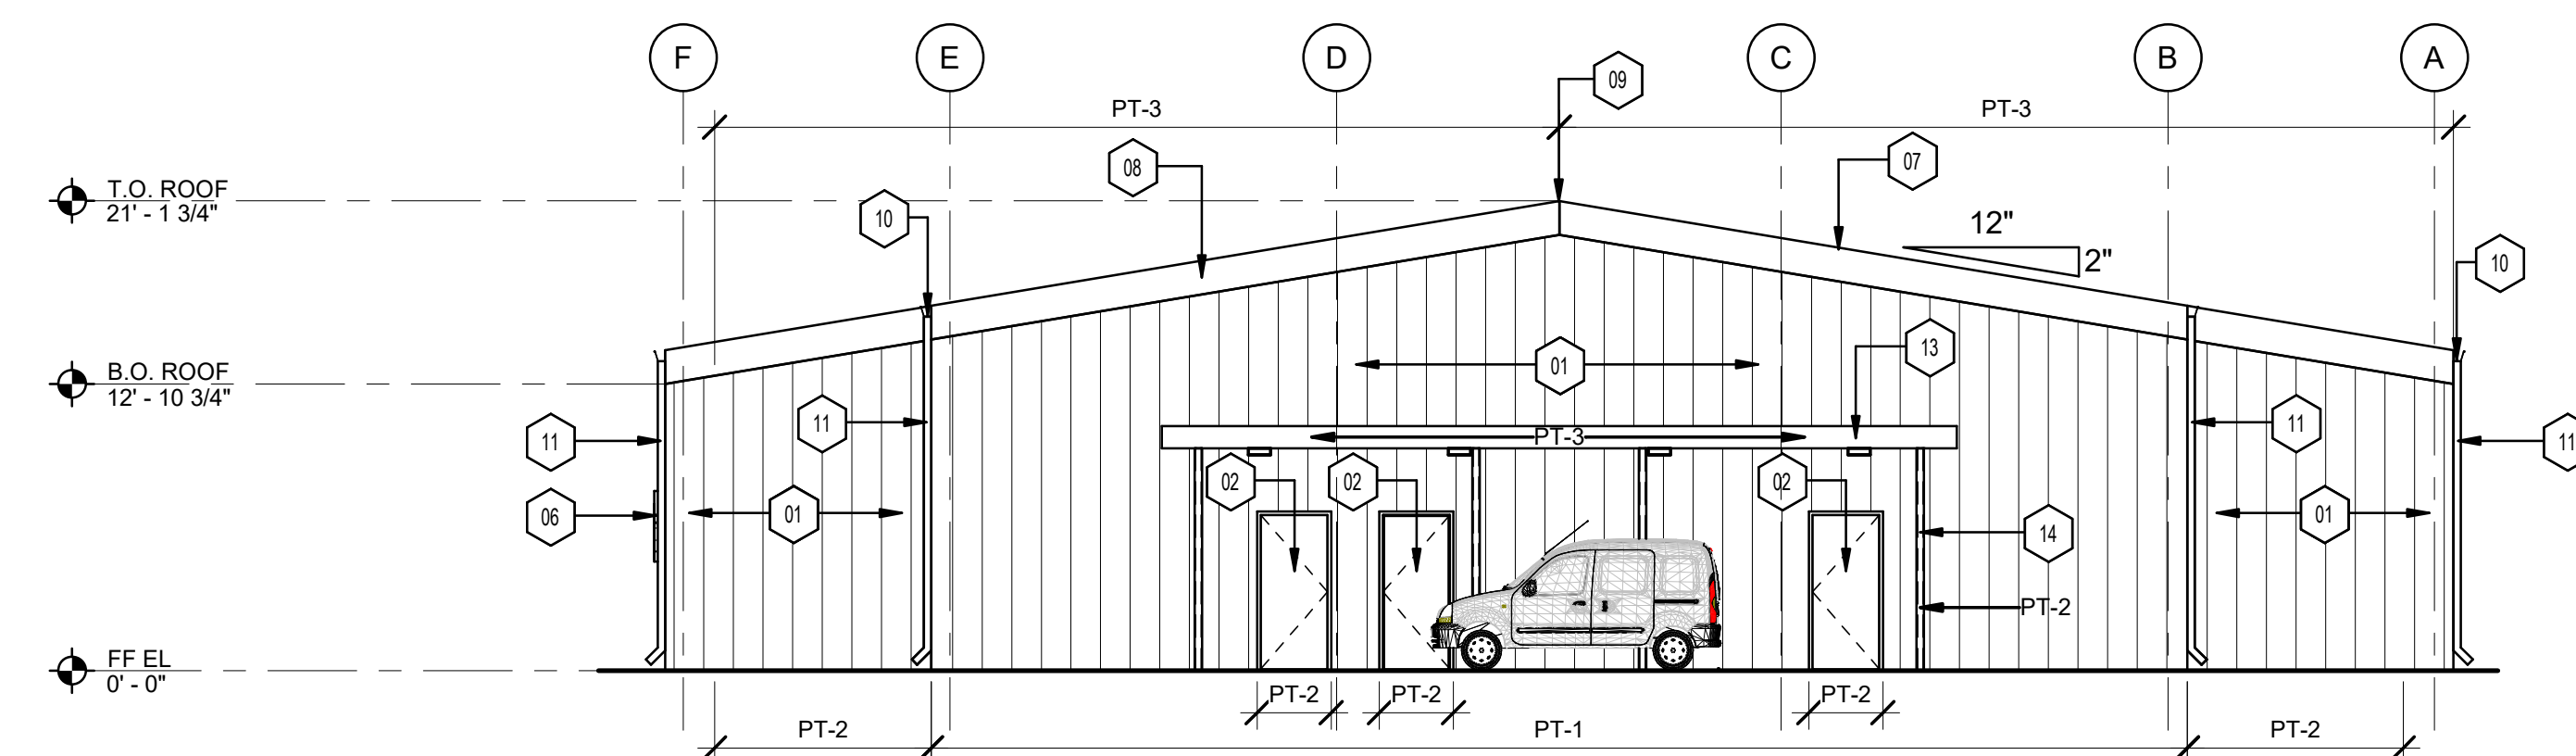 F E D C B A
09
PT-3 PT-3
08 07
T.O. ROOF
21' - 1 3/4"
10
12"
2"
10
13
01
B.O. ROOF
12' - 10 3/4"
11 11 11
11 PT-3
02 02 02
06 01 01
14
PT-2
FF EL
0' - 0"
PT-2 PT-2 PT-2
PT-2 PT-1 PT-2